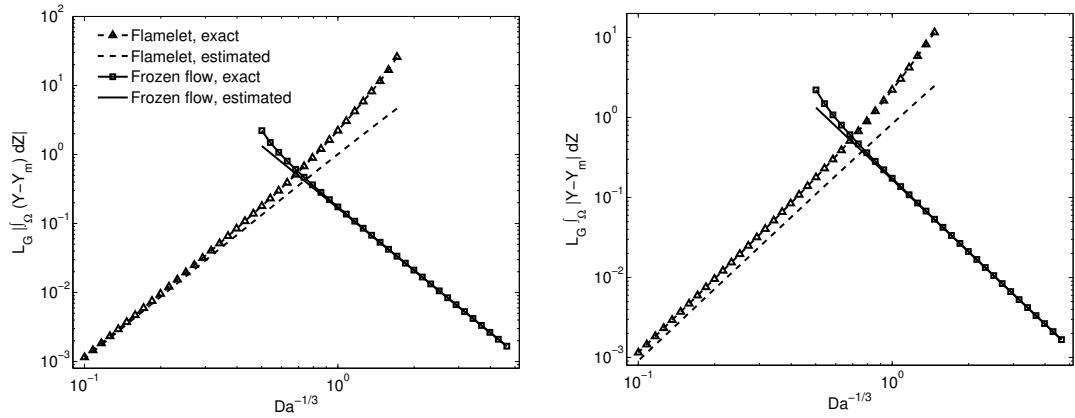 10^2
10^1
10^0
10^{-1}
10^{-2}
10^{-3}
L_G |∫_Ω (Y−Y_m) dZ|
Flamelet, exact
Flamelet, estimated
Frozen flow, exact
Frozen flow, estimated
10^{-1}
10^0
Da^{-1/3}
10^1
10^0
10^{-1}
10^{-2}
10^{-3}
L_G ∫_Ω |Y−Y_m| dZ
10^{-1}
10^0
Da^{-1/3}